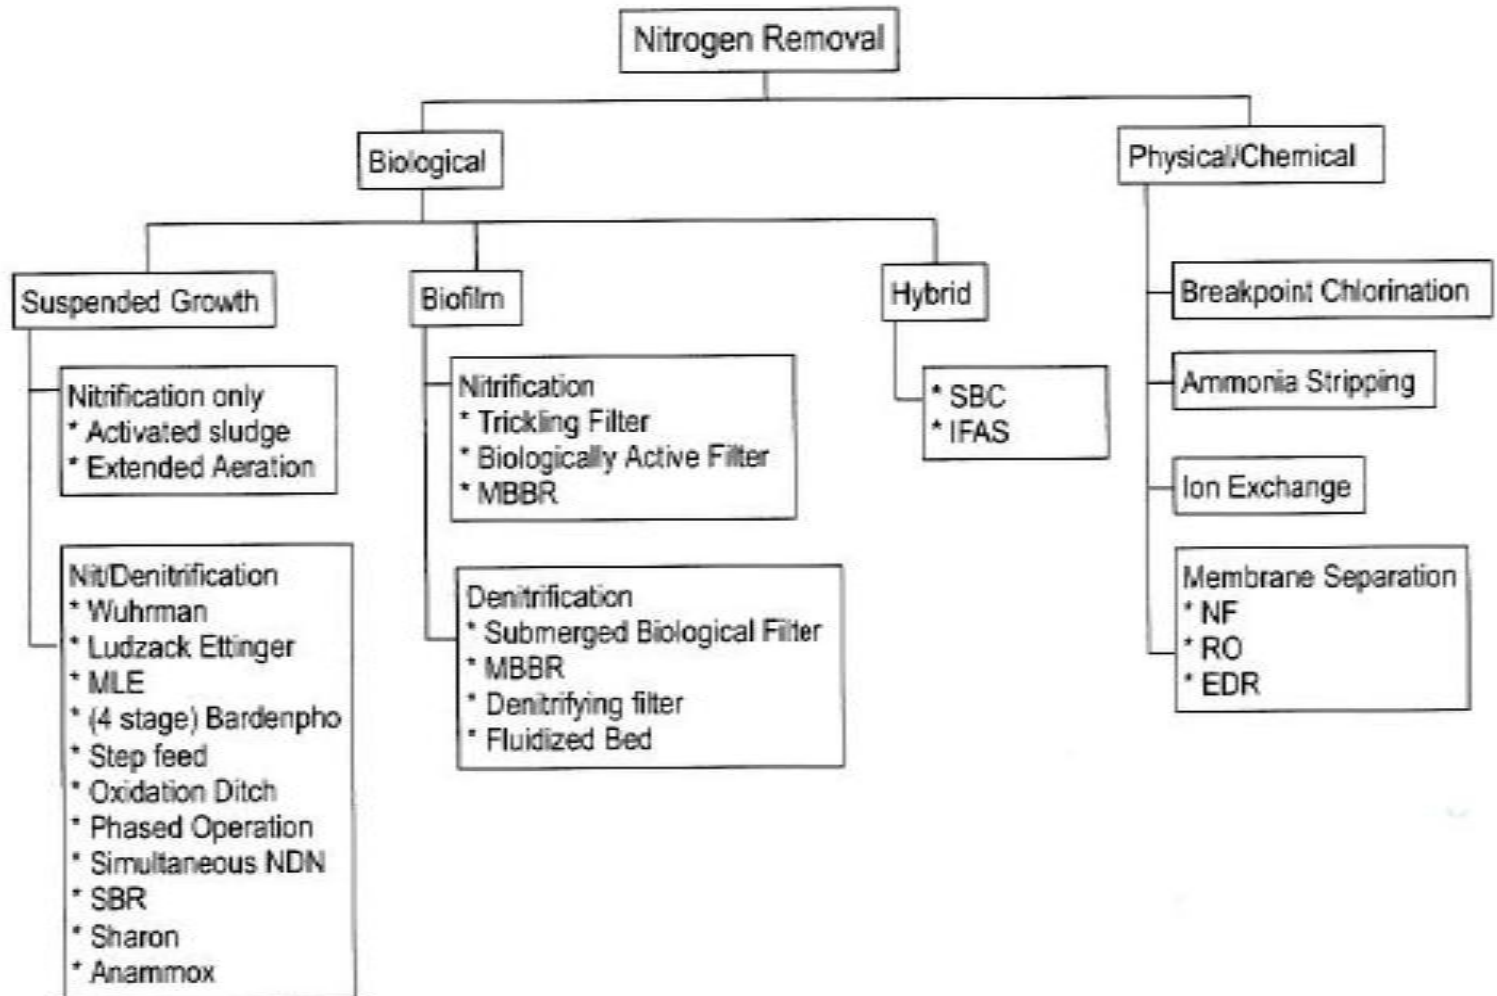 Nitrogen Removal
Biological
Physical/Chemical
Suspended Growth
Biofilm
Hybrid
Nitrification only
* Activated sludge
* Extended Aeration
Nit/Denitrification
* Wuhrman
* Ludzack Ettinger
* MLE
* (4 stage) Bardenpho
* Step feed
* Oxidation Ditch
* Phased Operation
* Simultaneous NDN
* SBR
* Sharon
* Anammox
Nitrification
* Trickling Filter
* Biologically Active Filter
* MBBR
Denitrification
* Submerged Biological Filter
* MBBR
* Denitrifying filter
* Fluidized Bed
* SBC
* IFAS
Breakpoint Chlorination
Ammonia Stripping
Ion Exchange
Membrane Separation
* NF
* RO
* EDR